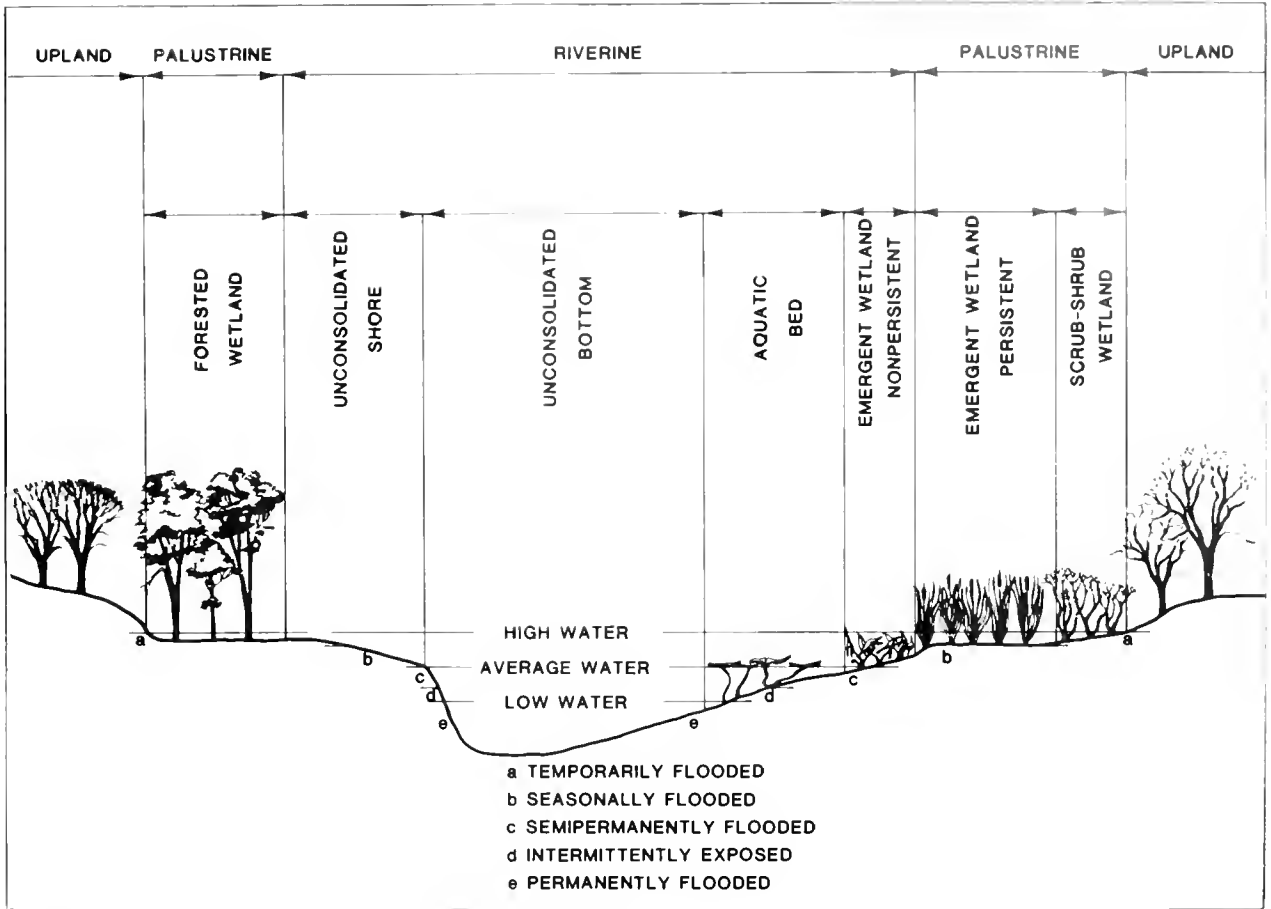 UPLAND PALUSTRINE RIVERINE PALUSTRINE UPLAND
FORESTED
WETLAND
UNCONSOLIDATED
SHORE
UNCONSOLIDATED
BOTTOM
AQUATIC
BED
EMERGENT WETLAND
NONPERSISTENT
EMERGENT WETLAND
PERSISTENT
SCRUB-SHRUB
WETLAND
HIGH WATER
AVERAGE WATER
LOW WATER
a
b
c
d
e
e
d
c
b
a
a TEMPORARILY FLOODED
b SEASONALLY FLOODED
c SEMIPERMANENTLY FLOODED
d INTERMITTENTLY EXPOSED
e PERMANENTLY FLOODED